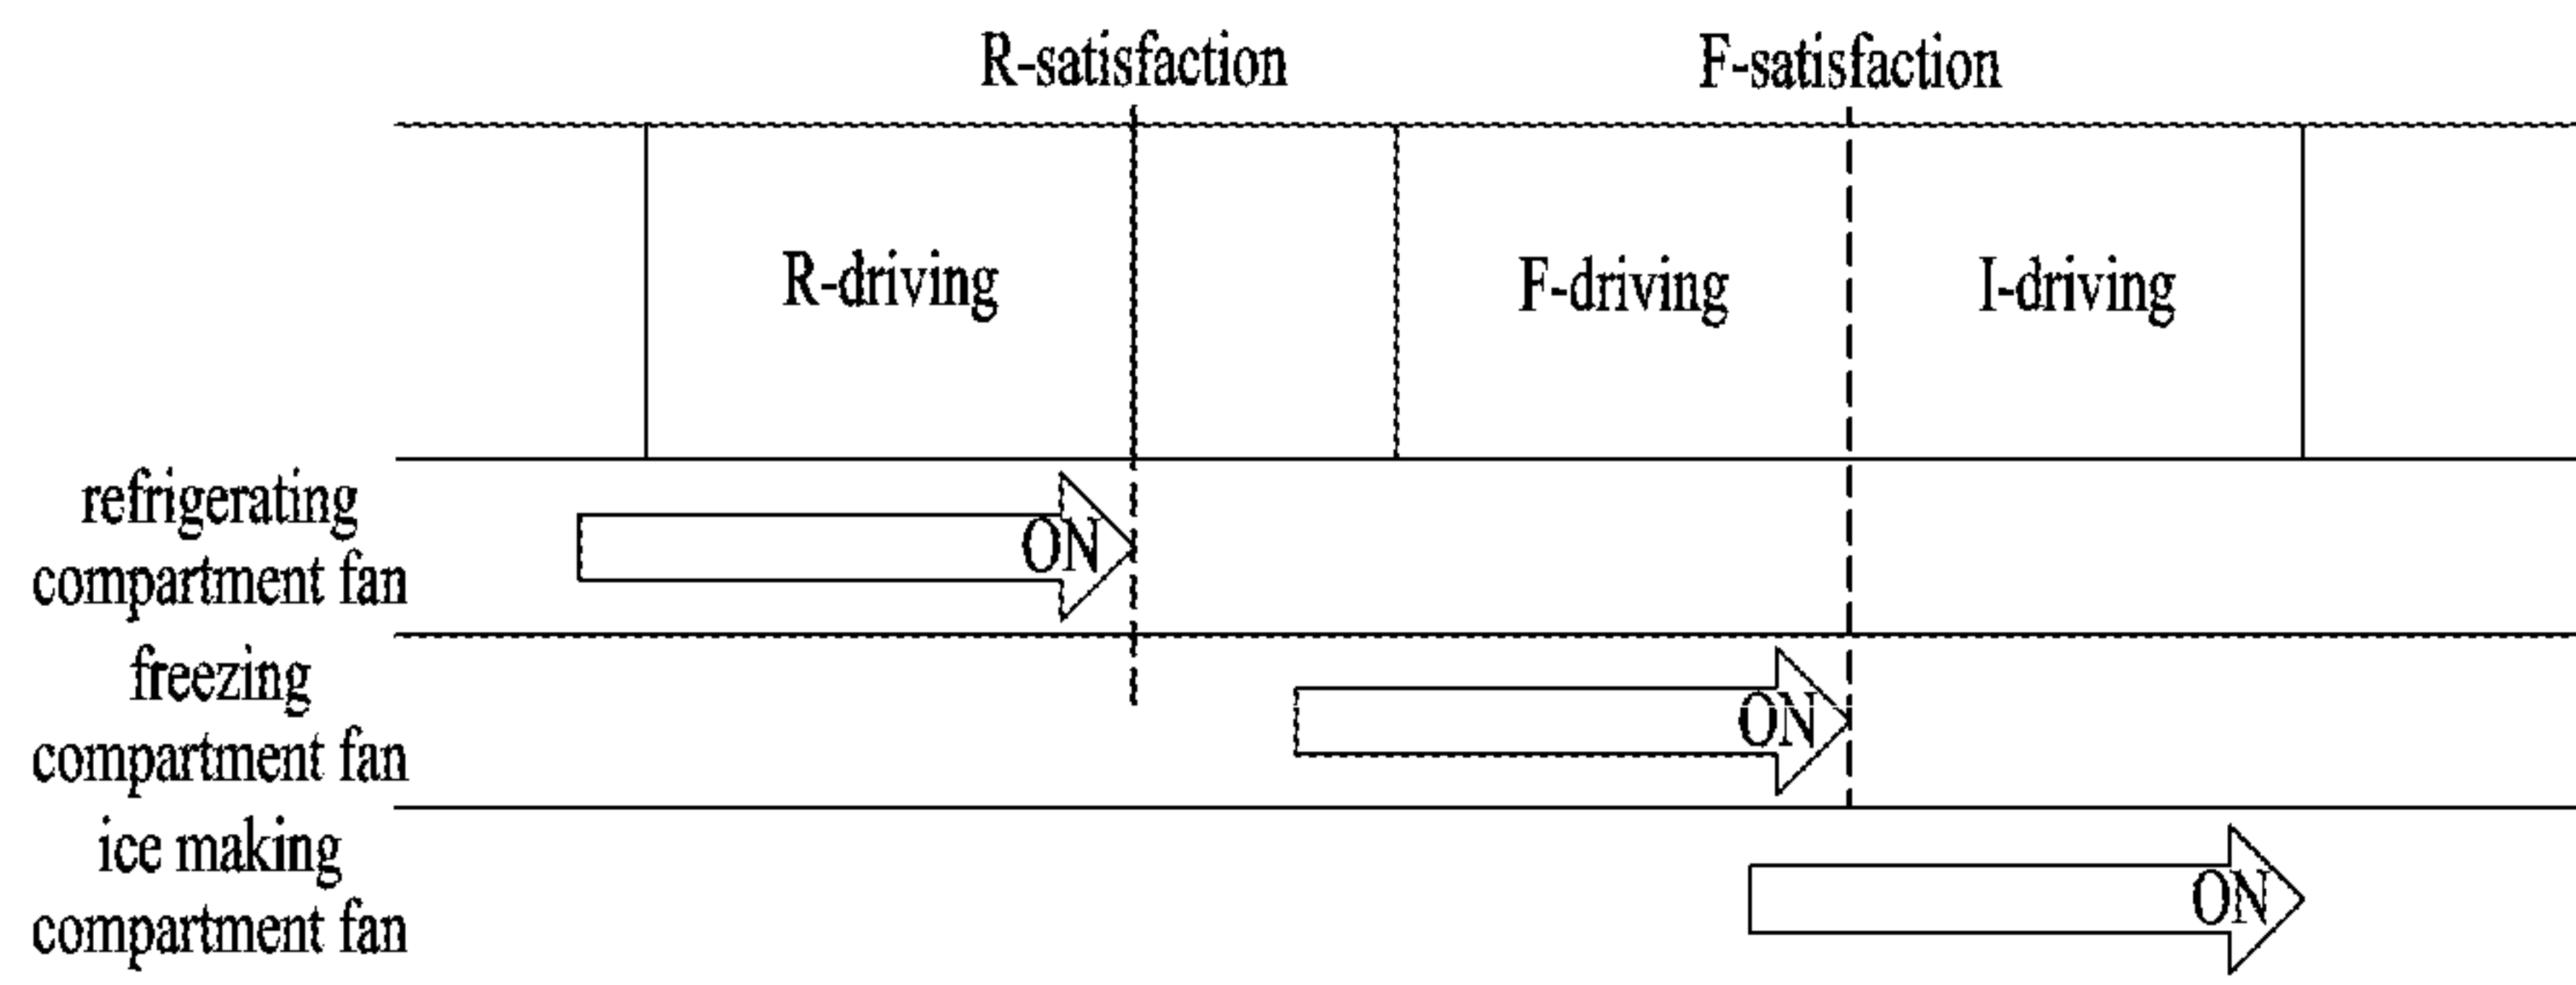 R-satisfaction
F-satisfaction
R-driving
F-driving
I-driving
refrigerating
compartment fan
ON
freezing
compartment fan
ON
ice making
compartment fan
ON